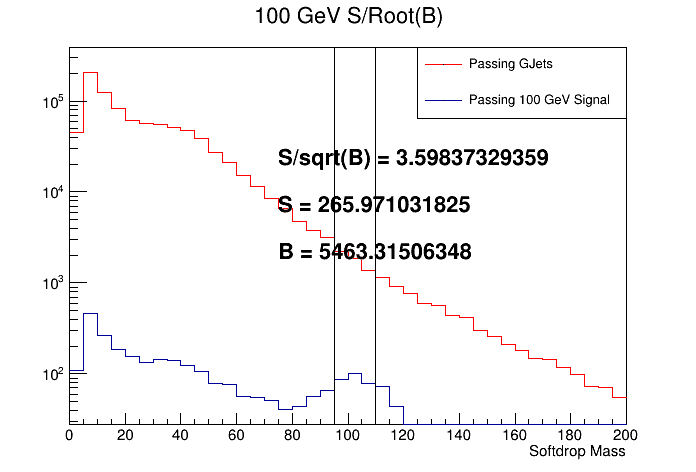 100 GeV S/Root(B)
Passing GJets
Passing 100 GeV Signal
S/sqrt(B) = 3.59837329359
S = 265.971031825
B = 5463.31506348
10^5
10^4
10^3
10^2
0 20 40 60 80 100 120 140 160 180 200
Softdrop Mass